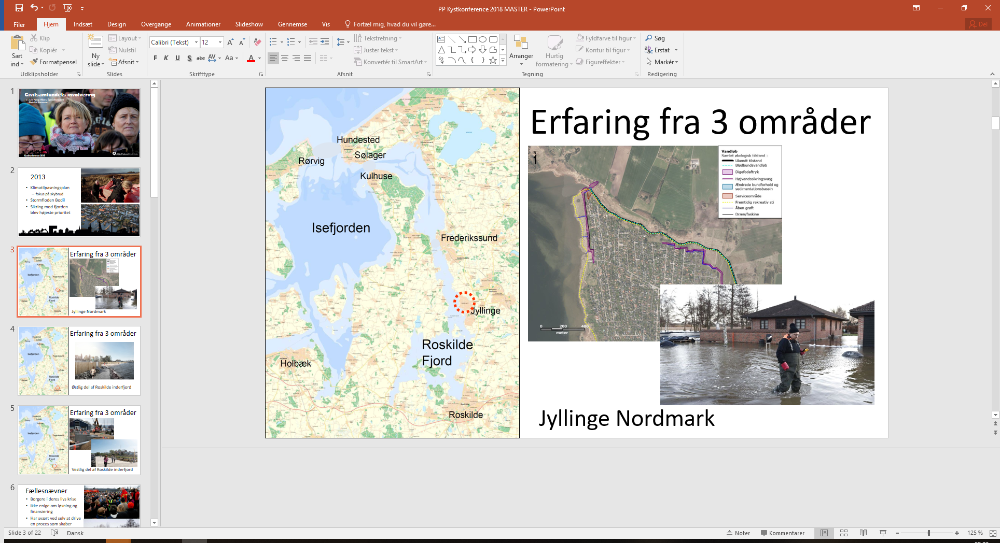 PP Kystkonference 2018 MASTER - PowerPoint
Filer
Hjem
Indsæt
Design
Overgange
Animationer
Slideshow
Gennemse
Vis
Fortæl mig, hvad du vil gøre...
Del
Sæt
ind
Klip
Kopiér
Formatpensel
Udklipsholder
Ny
slide
Layout
Nulstil
Afsnit
Slides
Calibri (Tekst)
12
F K U S abc AV Aa A
Skrifttype
Tekstretning
Juster tekst
Konvertér til SmartArt
Afsnit
Arranger
Hurtig
formatering
Fyldfarve til figur
Kontur til figur
Figureffekter
Tegning
Søg
Erstat
Markér
Redigering
1
Civilsamfundets involvering
Kystkonference 2018
2
2013
• Klimatilpasningsplan
– fokus på skybrud
• Stormfloden Bodil
• Sikring mod fjorden
blev højeste prioritet
3
Erfaring fra 3 områder
Isefjorden
Roskilde
Fjord
Jyllinge Nordmark
4
Erfaring fra 3 områder
Isefjorden
Roskilde
Fjord
Østlig del af Roskilde inderfjord
5
Erfaring fra 3 områder
Isefjorden
Roskilde
Fjord
Vestlig del af Roskilde inderfjord
6
Fællesnævner
• Borgere i deres livs krise
• Ikke enige om løsning og
finansiering
• Har svært ved selv at drive
en proces som skaber
Hundested
Rørvig
Sølager
Kulhuse
Isefjorden
Frederikssund
Jyllinge
Roskilde
Fjord
Holbæk
Roskilde
Erfaring fra 3 områder
N
Vandløb
Samlet økologisk tilstand :
Ukendt tilstand
Blødbundsvandløb
Digefodaftryk
Højvandssikringsvæg
Ændrede bundforhold og
sedimentationsbassin
Serviceområde
Fremtidig rekreativ sti
Åben grøft
Dræn/faskine
0 200 400
meter
Jyllinge Nordmark
Slide 3 of 22
Dansk
Noter
Kommentarer
125 %